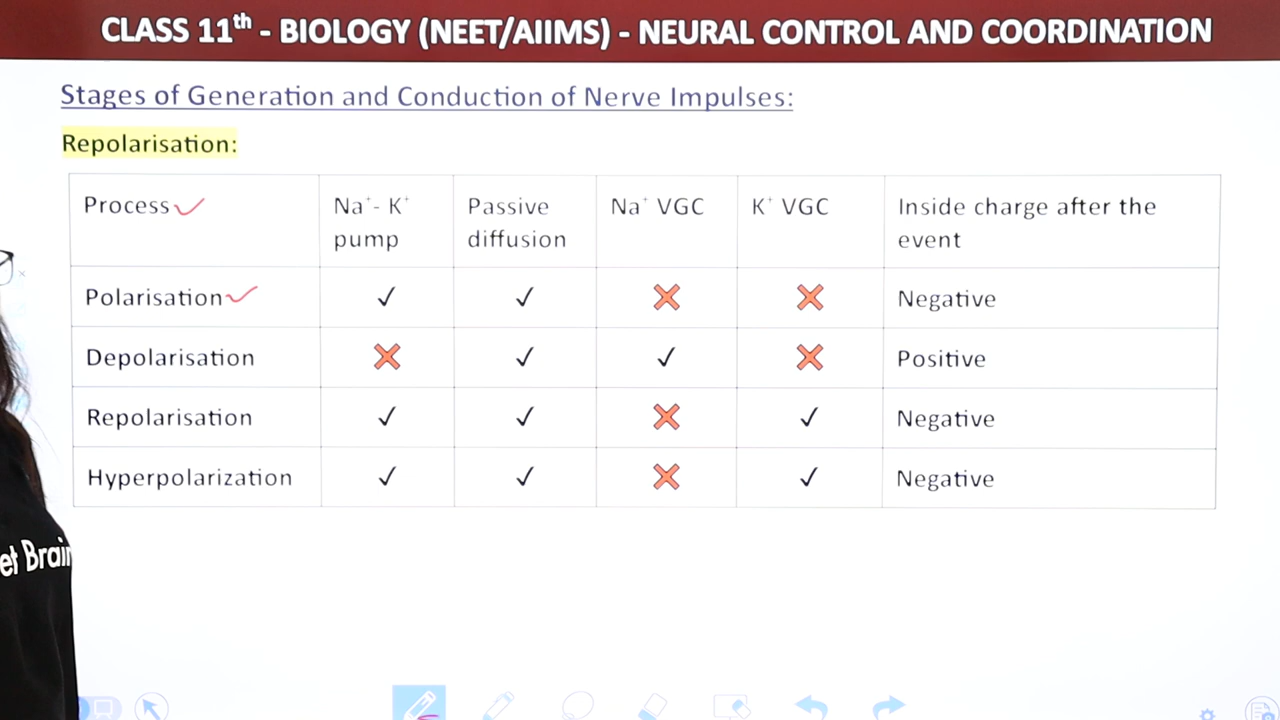 CLASS 11th - BIOLOGY (NEET/AIIMS) - NEURAL CONTROL AND COORDINATION
Stages of Generation and Conduction of Nerve Impulses:
Repolarisation:
Process Na⁺- K⁺ pump Passive diffusion Na⁺ VGC K⁺ VGC Inside charge after the event
Polarisation ✓ ✓ ❌ ❌ Negative
Depolarisation ❌ ✓ ✓ ❌ Positive
Repolarisation ✓ ✓ ❌ ✓ Negative
Hyperpolarization ✓ ✓ ❌ ✓ Negative
et Brain